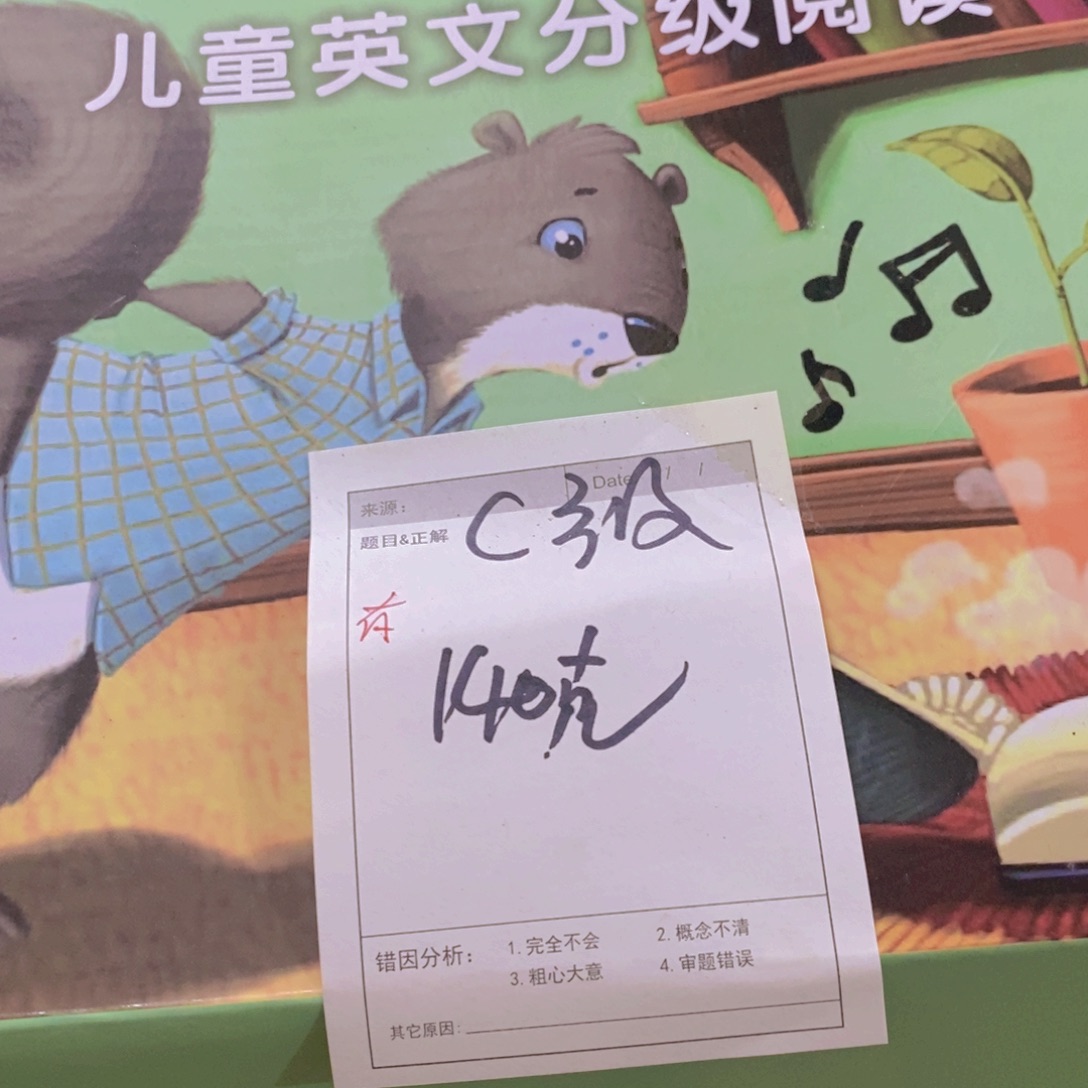 儿童英文分级阅读
来源：
Date / /
题目&正解
C级
140克
错因分析： 1.完全不会 2.概念不清
3.粗心大意 4.审题错误
其它原因: